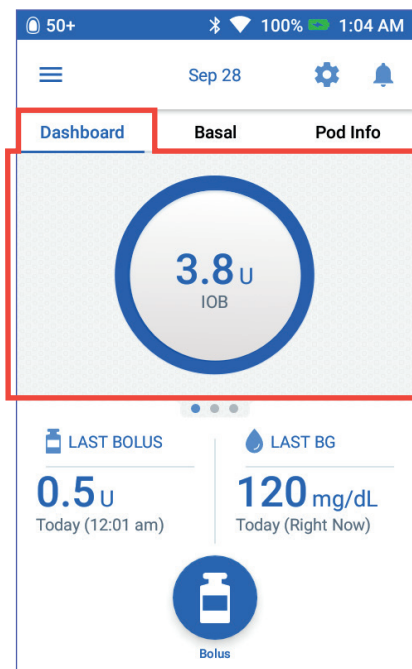 50+ 100% 1:04 AM
Sep 28
Dashboard Basal Pod Info
3.8 U
IOB
LAST BOLUS LAST BG
0.5 U 120 mg/dL
Today (12:01 am) Today (Right Now)
Bolus